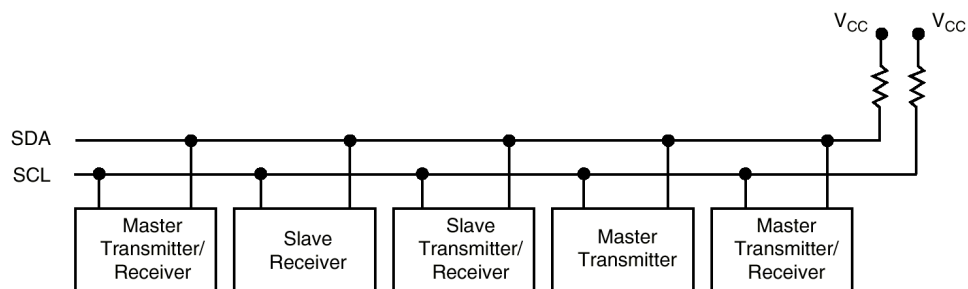 VCC VCC
SDA
SCL
Master
Transmitter/
Receiver
Slave
Receiver
Slave
Transmitter/
Receiver
Master
Transmitter
Master
Transmitter/
Receiver